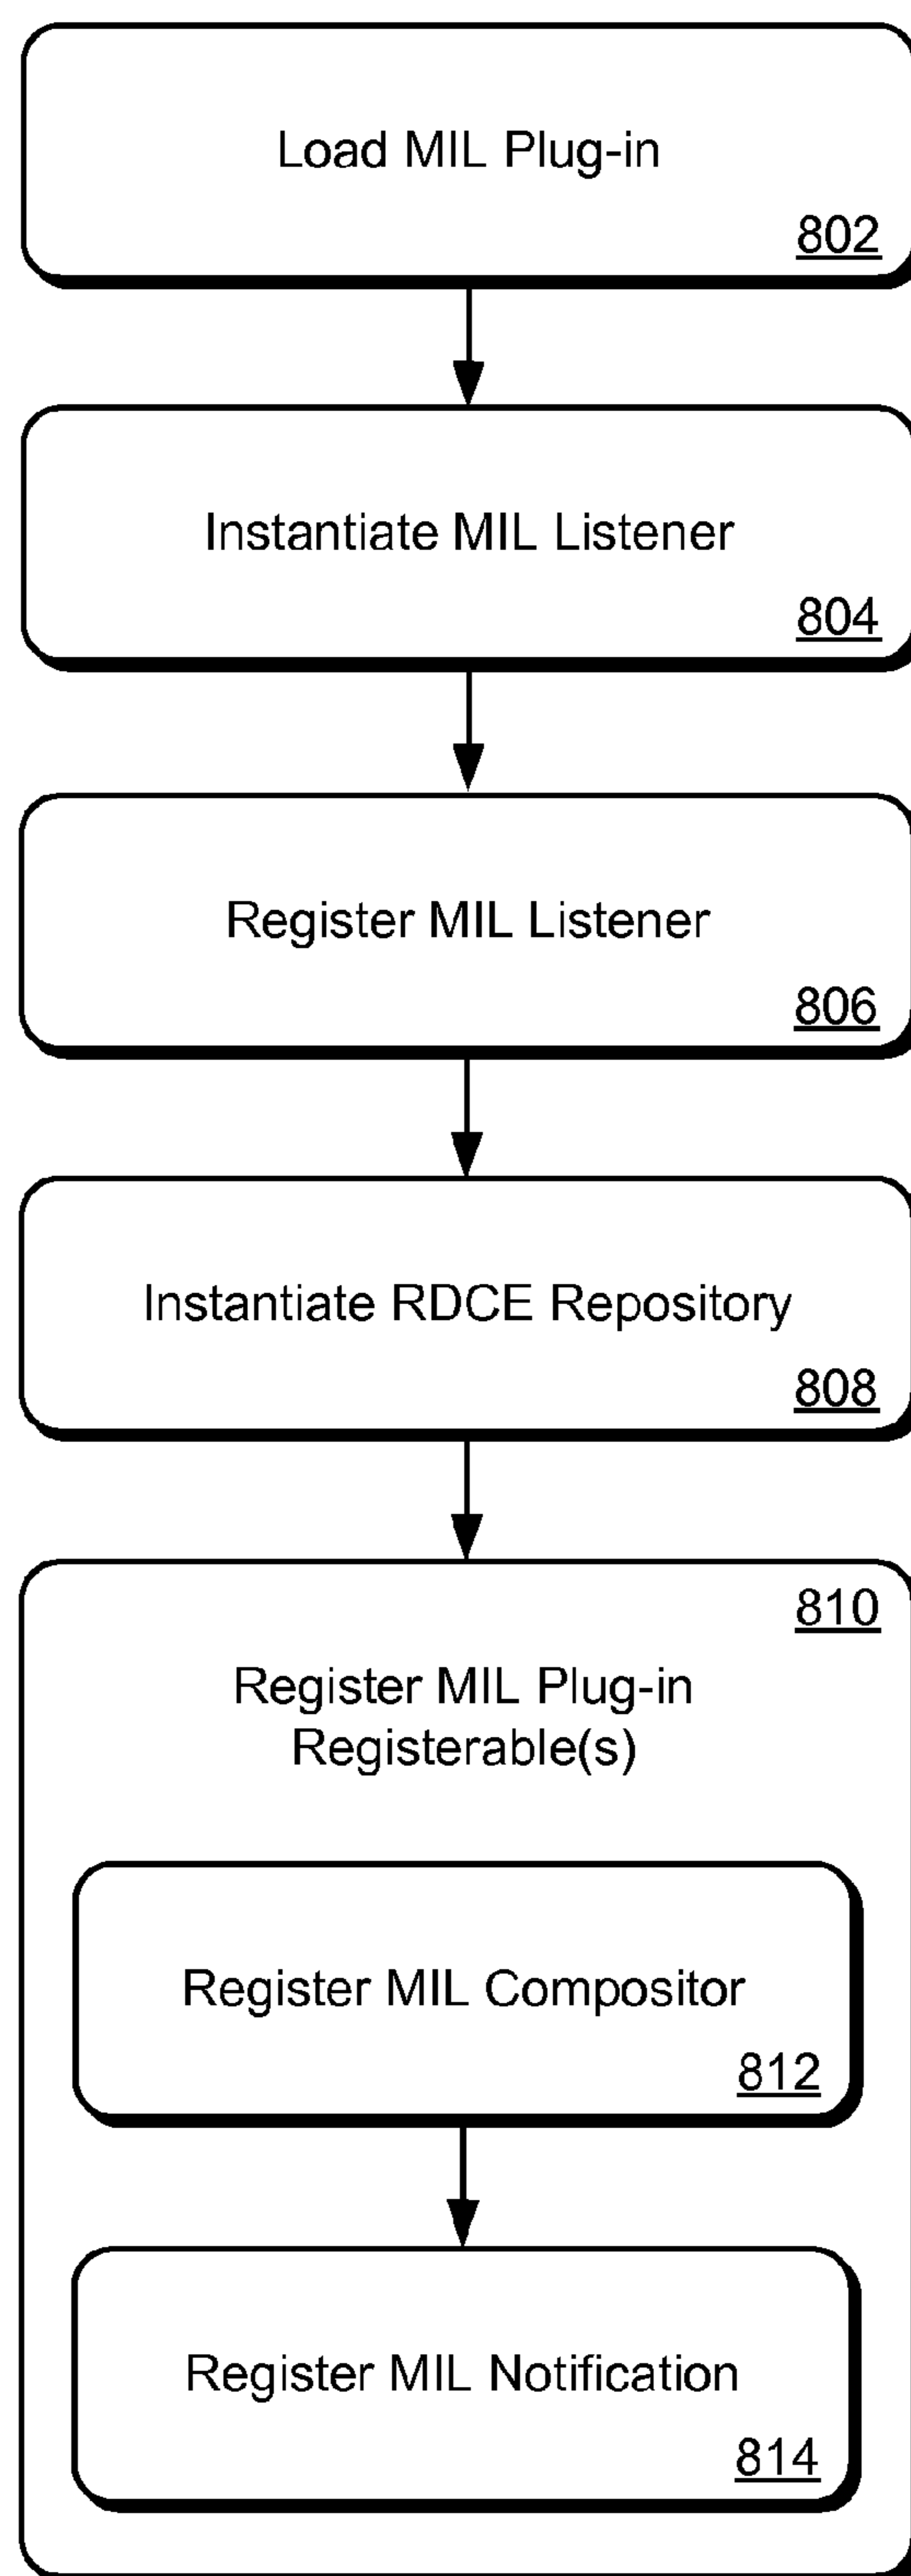 Load MIL Plug-in
802
Instantiate MIL Listener
804
Register MIL Listener
806
Instantiate RDCE Repository
808
810
Register MIL Plug-in
Registerable(s)
Register MIL Compositor
812
Register MIL Notification
814